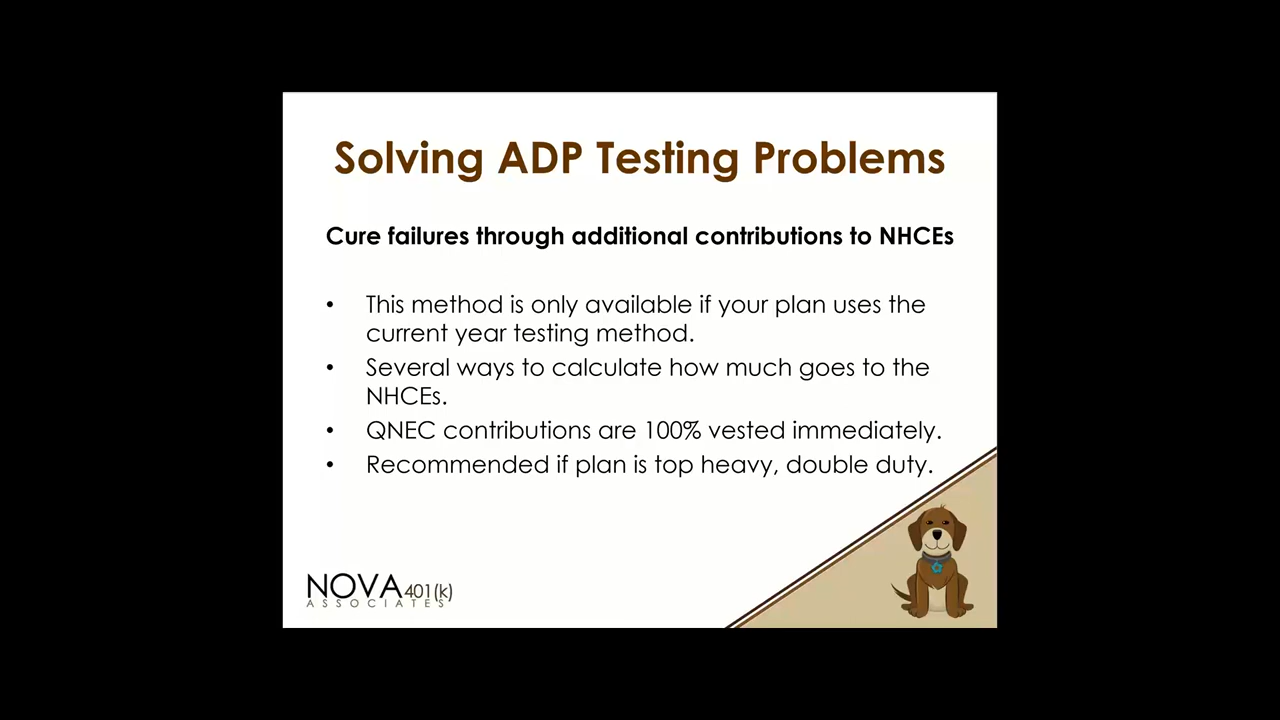 Solving ADP Testing Problems
Cure failures through additional contributions to NHCEs
• This method is only available if your plan uses the
current year testing method.
• Several ways to calculate how much goes to the
NHCEs.
• QNEC contributions are 100% vested immediately.
• Recommended if plan is top heavy, double duty.
NOVA 401(k)
ASSOCIATES